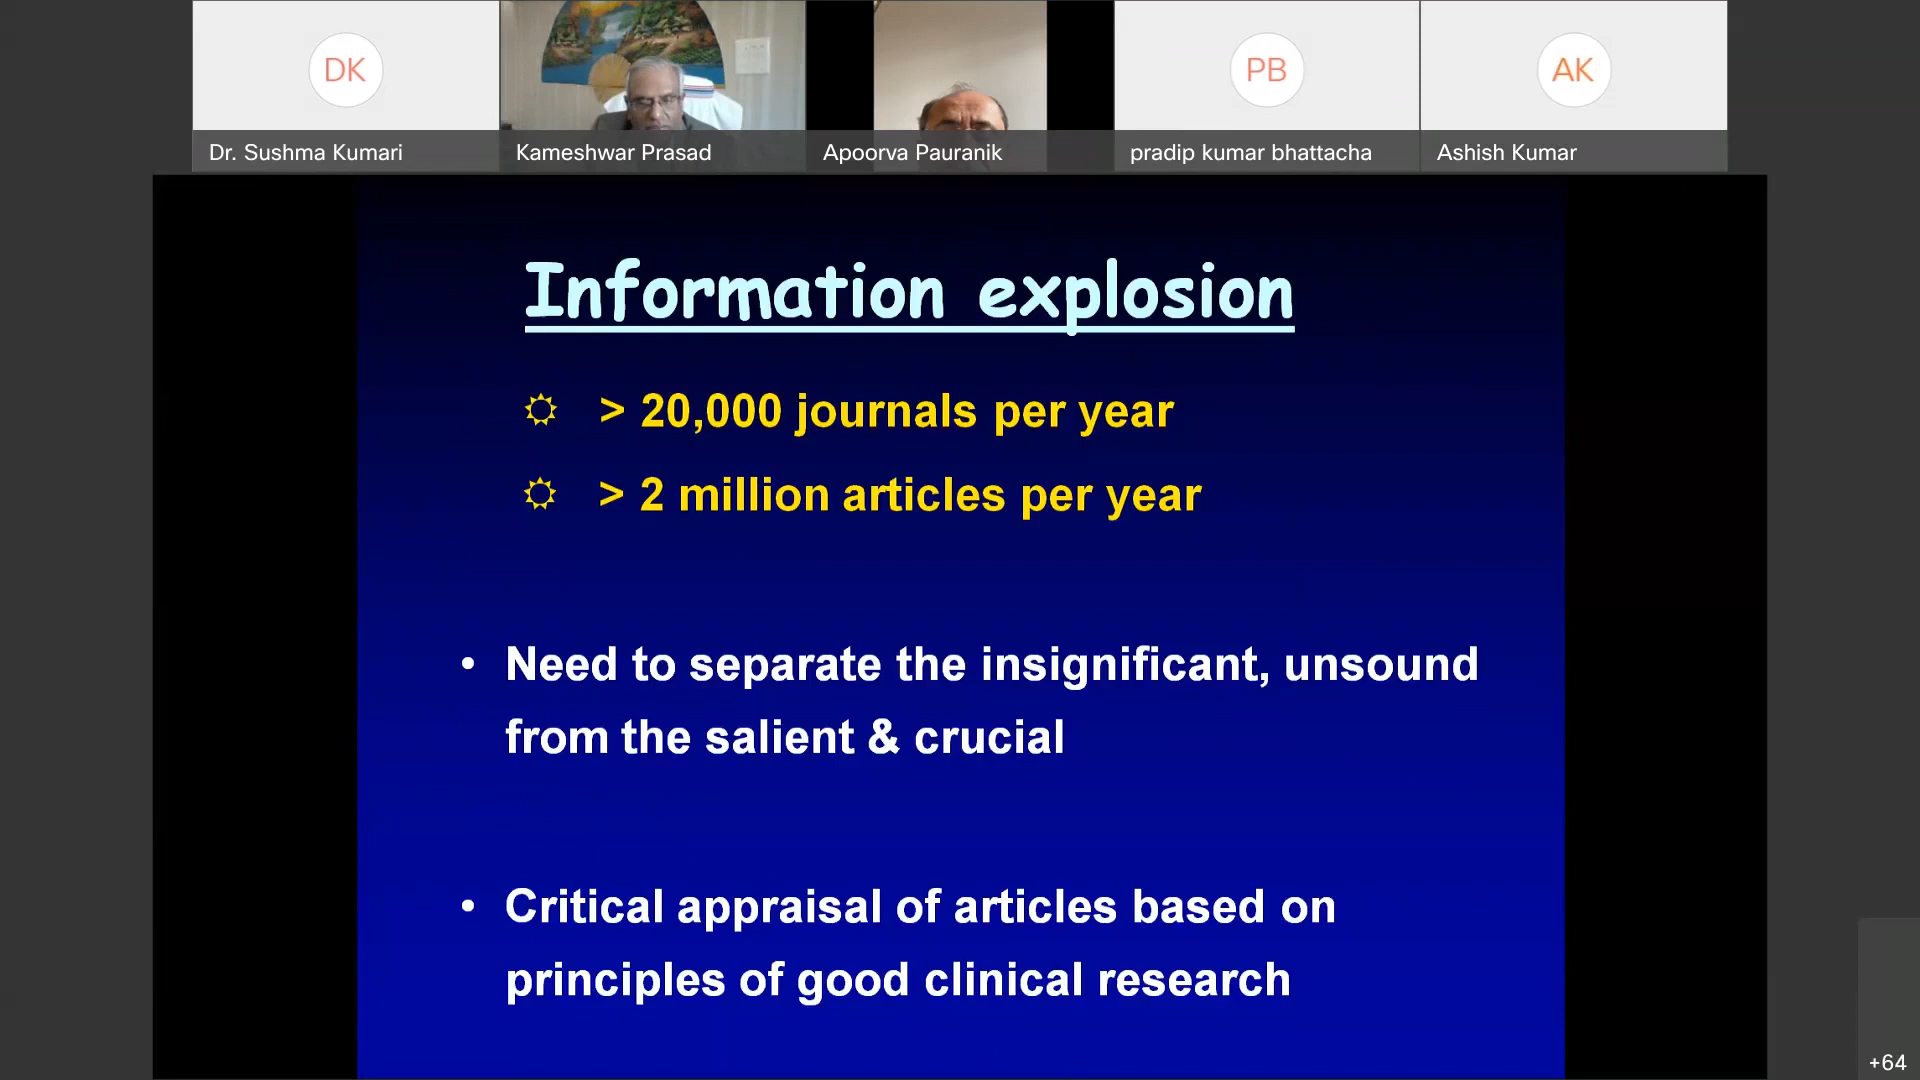 DK
PB
AK
Dr. Sushma Kumari
Kameshwar Prasad
Apoorva Pauranik
pradip kumar bhattacha
Ashish Kumar
Information explosion
> 20,000 journals per year
> 2 million articles per year
• Need to separate the insignificant, unsound
from the salient & crucial
• Critical appraisal of articles based on
principles of good clinical research
+64